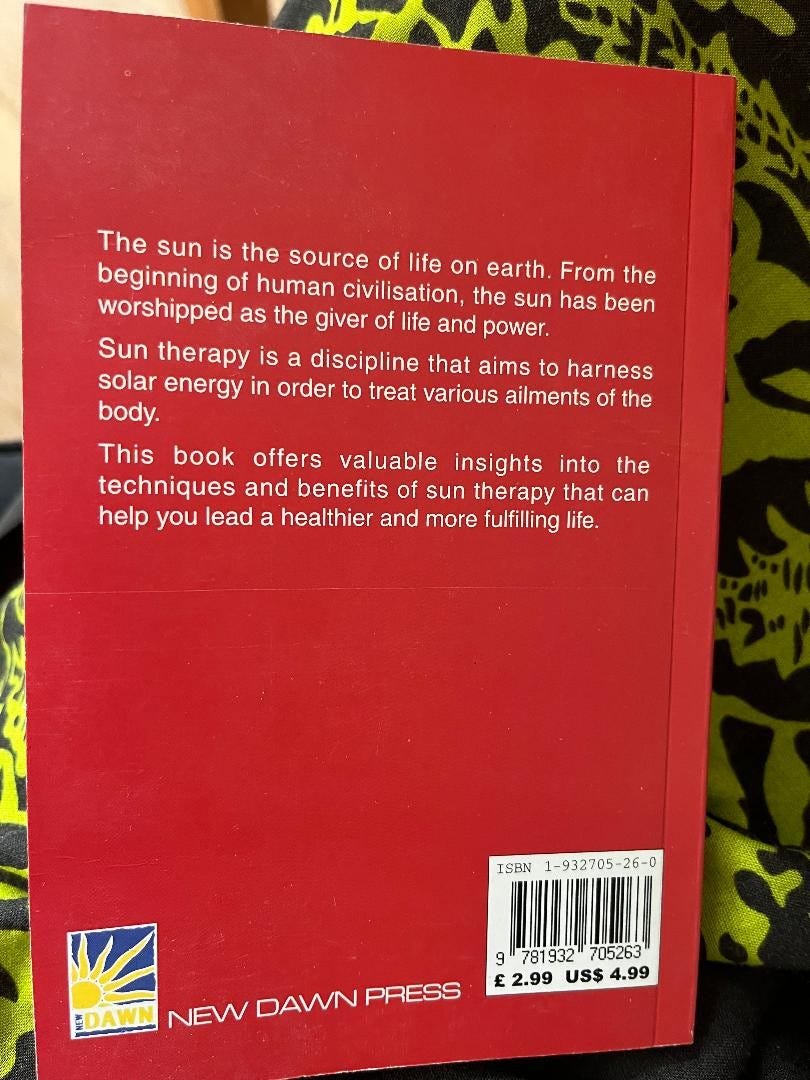 The sun is the source of life on earth. From the
beginning of human civilisation, the sun has been
worshipped as the giver of life and power.
Sun therapy is a discipline that aims to harness
solar energy in order to treat various ailments of the
body.
This book offers valuable insights into the
techniques and benefits of sun therapy that can
help you lead a healthier and more fulfilling life.
ISBN 1-932705-26-0
9 781932 705263
£ 2.99 US$ 4.99
NEW DAWN
NEW DAWN PRESS